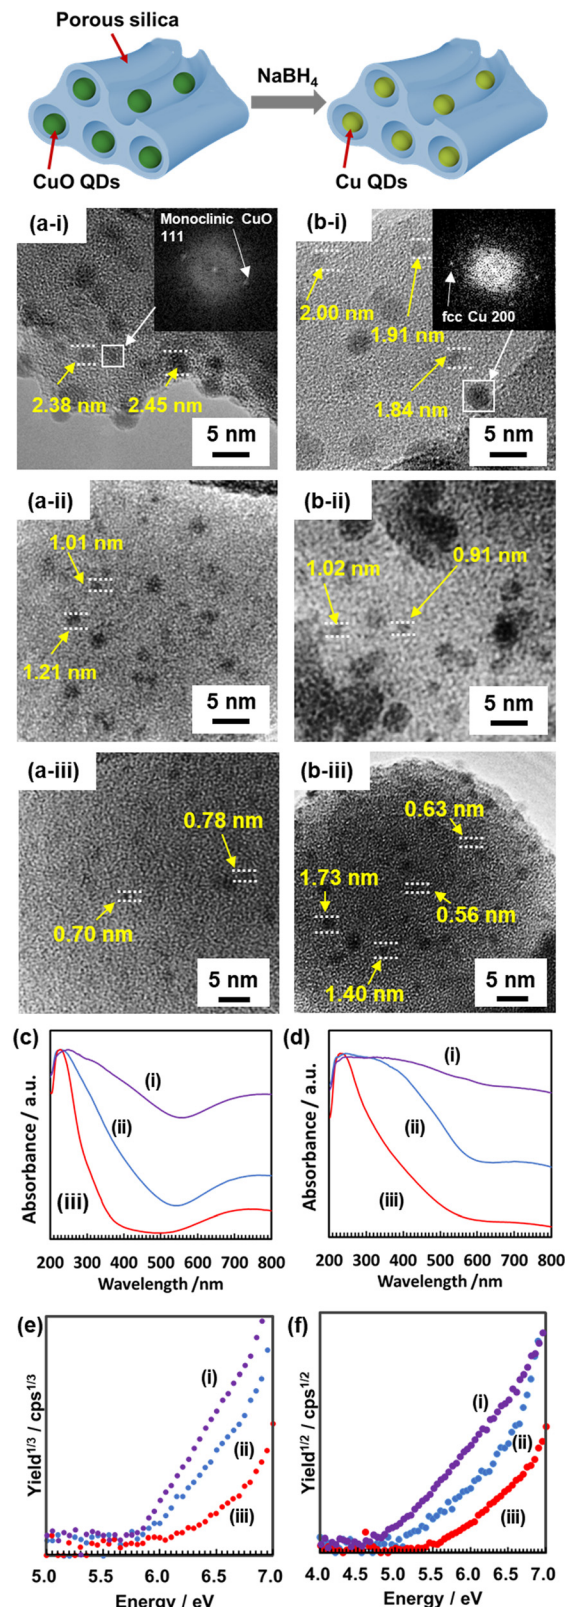 Porous silica
NaBH4
CuO QDs
Cu QDs
(a-i)
Monoclinic CuO
111
2.38 nm
2.45 nm
5 nm
(b-i)
2.00 nm
1.91 nm
fcc Cu 200
1.84 nm
5 nm
(a-ii)
1.01 nm
1.21 nm
5 nm
(b-ii)
1.02 nm
0.91 nm
5 nm
(a-iii)
0.78 nm
0.70 nm
5 nm
(b-iii)
0.63 nm
1.73 nm
0.56 nm
1.40 nm
5 nm
(c)
Absorbance / a.u.
(i)
(ii)
(iii)
200 300 400 500 600 700 800
Wavelength /nm
(d)
Absorbance / a.u.
(i)
(ii)
(iii)
200 300 400 500 600 700 800
Wavelength /nm
(e)
Yield1/3 / cps1/3
(i)
(ii)
(iii)
5.0 5.5 6.0 6.5 7.0
Energy / eV
(f)
Yield1/2 / cps1/2
(i)
(ii)
(iii)
4.0 4.5 5.0 5.5 6.0 6.5 7.0
Energy / eV